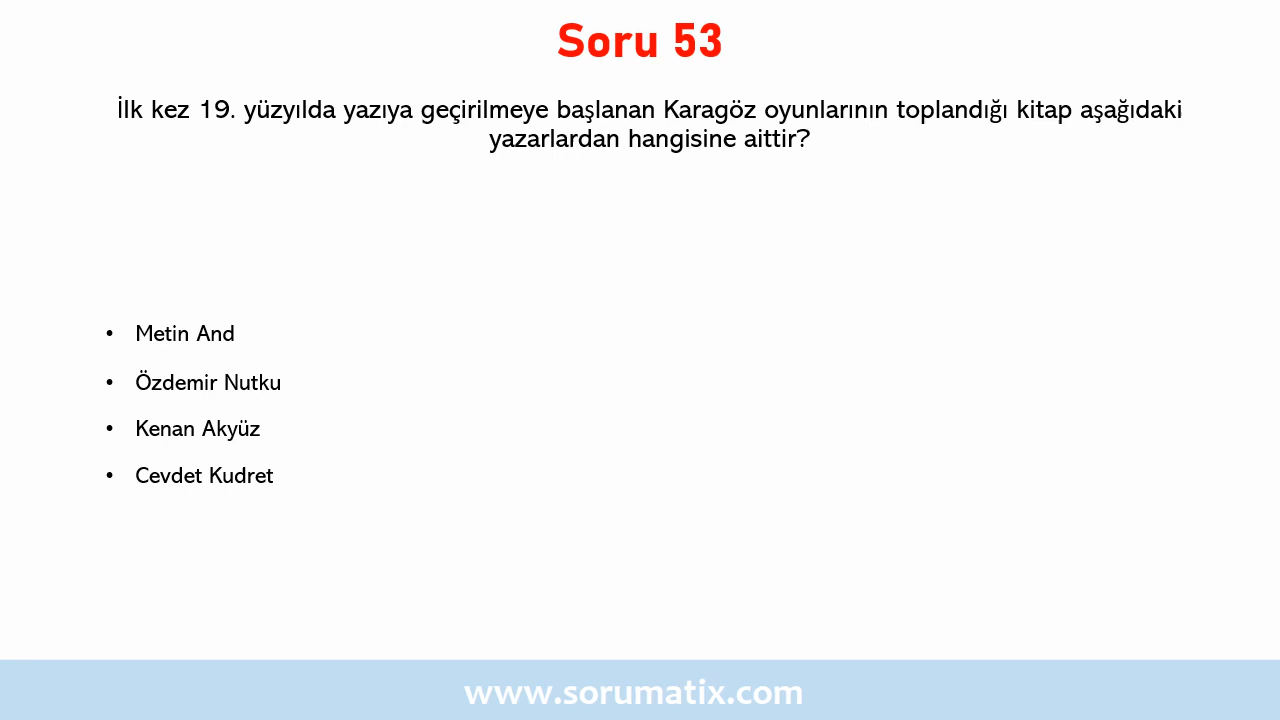 Soru 53
İlk kez 19. yüzyılda yazıya geçirilmeye başlanan Karagöz oyunlarının toplandığı kitap aşağıdaki
yazarlardan hangisine aittir?
• Metin And
• Özdemir Nutku
• Kenan Akyüz
• Cevdet Kudret
www.sorumatix.com